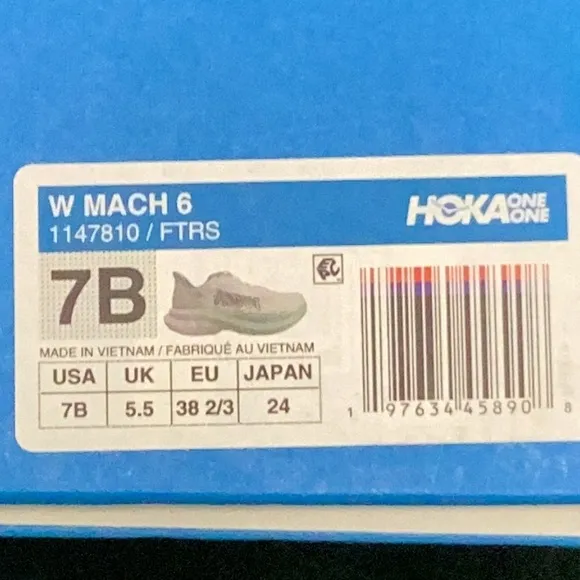 W MACH 6
HOKA ONE ONE
1147810 / FTRS
7B
MADE IN VIETNAM / FABRIQUÉ AU VIETNAM
USA UK EU JAPAN
7B 5.5 38 2/3 24
1 97634 45890 8